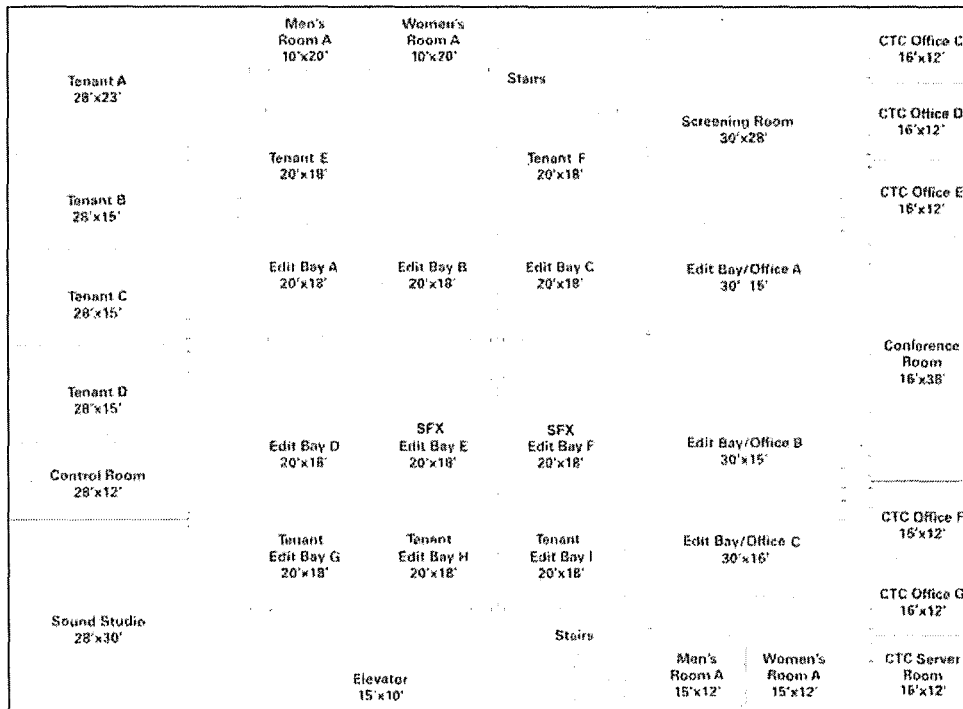 Men's
Room A
10'x20'
Women's
Room A
10'x20'
CTC Office C
16'x12'
Tenant A
28'x23'
Stairs
Screening Room
30'x28'
CTC Office D
16'x12'
Tenant E
20'x18'
Tenant F
20'x18'
Tenant B
28'x15'
CTC Office E
16'x12'
Edit Bay A
20'x18'
Edit Bay B
20'x18'
Edit Bay C
20'x18'
Edit Bay/Office A
30' 15'
Tenant C
28'x15'
Conference
Room
16'x38'
Tenant D
28'x15'
Edit Bay D
20'x18'
SFX
Edit Bay E
20'x18'
SFX
Edit Bay F
20'x18'
Edit Bay/Office B
30'x15'
Control Room
28'x12'
CTC Office F
16'x12'
Tenant
Edit Bay G
20'x18'
Tenant
Edit Bay H
20'x18'
Tenant
Edit Bay I
20'x18'
Edit Bay/Office C
30'x16'
CTC Office G
16'x12'
Sound Studio
28'x30'
Stairs
Elevator
15'x10'
Men's
Room A
15'x12'
Women's
Room A
15'x12'
CTC Server
Room
16'x12'